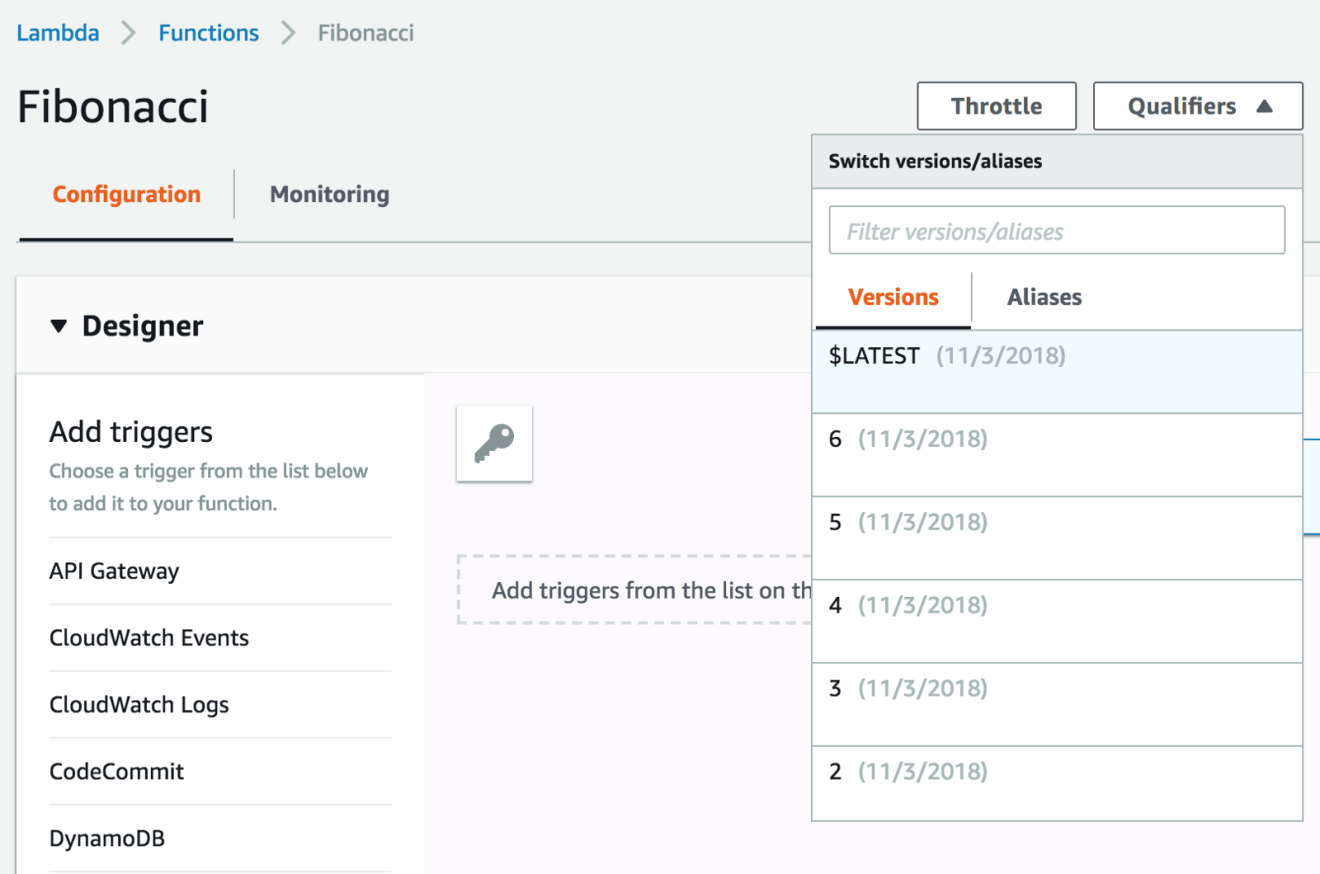 Lambda > Functions > Fibonacci
Fibonacci
Throttle
Qualifiers ▲
Configuration
Monitoring
Switch versions/aliases
Filter versions/aliases
Versions
Aliases
$LATEST (11/3/2018)
6 (11/3/2018)
5 (11/3/2018)
4 (11/3/2018)
3 (11/3/2018)
2 (11/3/2018)
▼ Designer
Add triggers
Choose a trigger from the list below
to add it to your function.
API Gateway
CloudWatch Events
CloudWatch Logs
CodeCommit
DynamoDB
Add triggers from the list on th